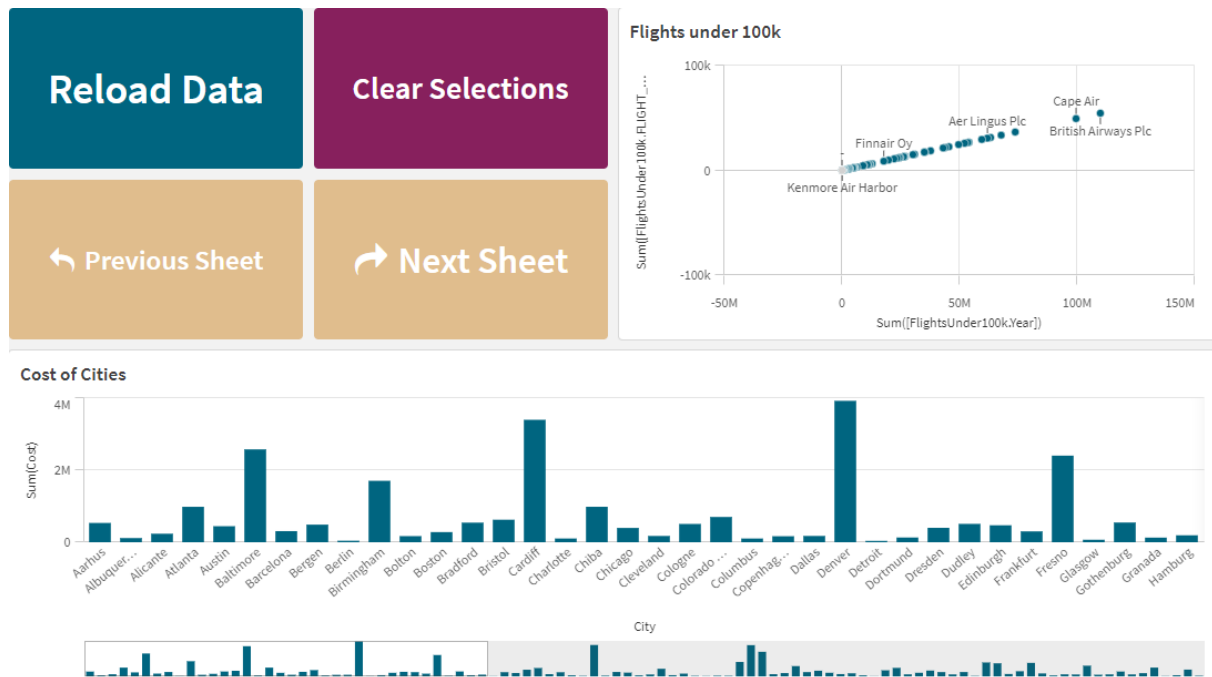 Reload Data
Clear Selections
Previous Sheet
Next Sheet
Flights under 100k
Sum([FlightsUnder100k.FLIGHT_...
100k
0
-100k
Cape Air
Aer Lingus Plc
British Airways Plc
Finnair Oy
-
Kenmore Air Harbor
-50M
0
50M
100M
150M
Sum([FlightsUnder100k.Year])
Cost of Cities
Sum(Cost)
4M
2M
0
Aarhus
Albuquer...
Alicante
Atlanta
Austin
Baltimore
Barcelona
Bergen
Berlin
Birmingham
Bolton
Boston
Bradford
Bristol
Cardiff
Charlotte
Chiba
Chicago
Cleveland
Cologne
Colorado ...
Columbus
Copenhag...
Dallas
Denver
Detroit
Dortmund
Dresden
Dudley
Edinburgh
Frankfurt
Fresno
Glasgow
Gothenburg
Granada
Hamburg
City